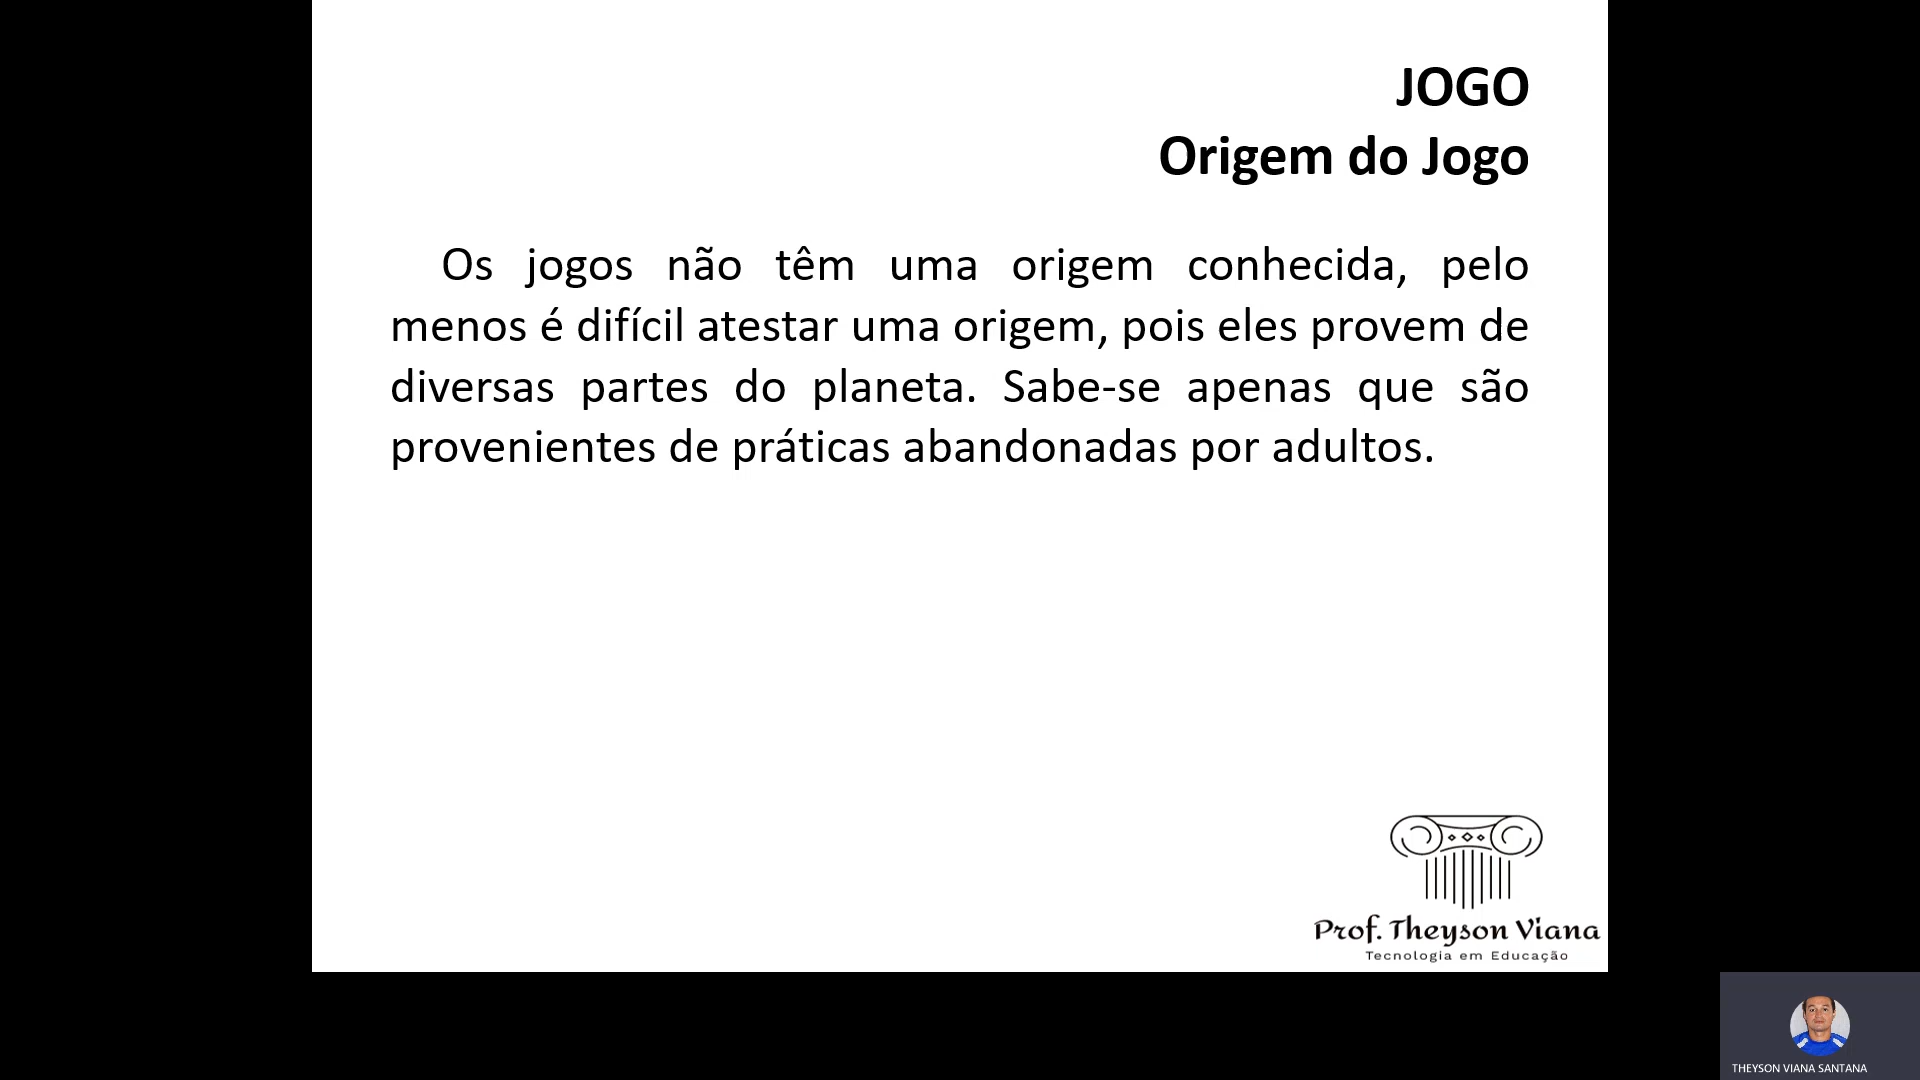 JOGO
Origem do Jogo
Os jogos não têm uma origem conhecida, pelo
menos é difícil atestar uma origem, pois eles provem de
diversas partes do planeta. Sabe-se apenas que são
provenientes de práticas abandonadas por adultos.
Prof. Theyson Viana
Tecnologia em Educação
THEYSON VIANA SANTANA